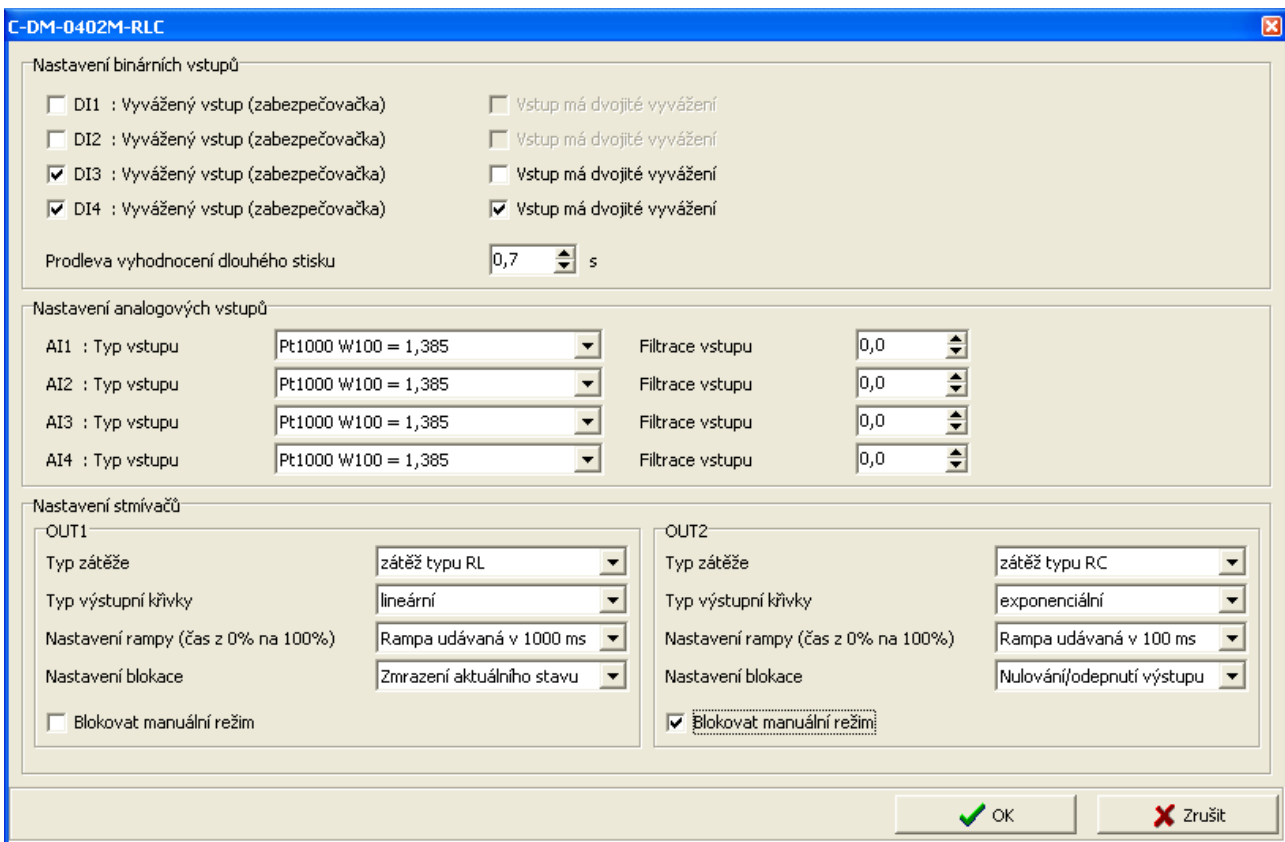 C-DM-0402M-RLC
Nastavení binárních vstupů
DI1 : Vyvážený vstup (zabezpečovačka) Vstup má dvojité vyvážení
DI2 : Vyvážený vstup (zabezpečovačka) Vstup má dvojité vyvážení
DI3 : Vyvážený vstup (zabezpečovačka) Vstup má dvojité vyvážení
DI4 : Vyvážený vstup (zabezpečovačka) Vstup má dvojité vyvážení
Prodleva vyhodnocení dlouhého stisku 0,7 s
Nastavení analogových vstupů
AI1 : Typ vstupu Pt1000 W100 = 1,385 Filtrace vstupu 0,0
AI2 : Typ vstupu Pt1000 W100 = 1,385 Filtrace vstupu 0,0
AI3 : Typ vstupu Pt1000 W100 = 1,385 Filtrace vstupu 0,0
AI4 : Typ vstupu Pt1000 W100 = 1,385 Filtrace vstupu 0,0
Nastavení stmívačů
OUT1
Typ zátěže zátěž typu RL
Typ výstupní křivky lineární
Nastavení rampy (čas z 0% na 100%) Rampa udávaná v 1000 ms
Nastavení blokace Zmrazení aktuálního stavu
Blokovat manuální režim
OUT2
Typ zátěže zátěž typu RC
Typ výstupní křivky exponenciální
Nastavení rampy (čas z 0% na 100%) Rampa udávaná v 100 ms
Nastavení blokace Nulování/odepnutí výstupu
Blokovat manuální režim
OK Zrušit